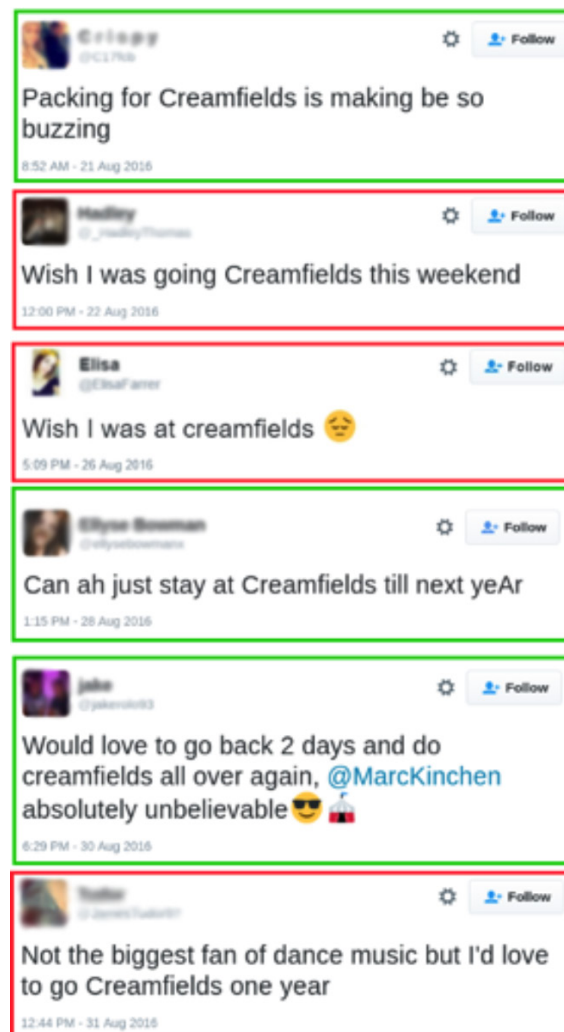 Follow
Packing for Creamfields is making be so
buzzing
8:52 AM - 21 Aug 2016
Follow
Wish I was going Creamfields this weekend
12:00 PM - 22 Aug 2016
Elisa
Follow
@ElisaFarrer
Wish I was at creamfields 😔
5:09 PM - 26 Aug 2016
Follow
Can ah just stay at Creamfields till next yeAr
1:15 PM - 28 Aug 2016
Follow
Would love to go back 2 days and do
creamfields all over again, @MarcKinchen
absolutely unbelievable😎🎪
6:29 PM - 30 Aug 2016
Follow
Not the biggest fan of dance music but I'd love
to go Creamfields one year
12:44 PM - 31 Aug 2016